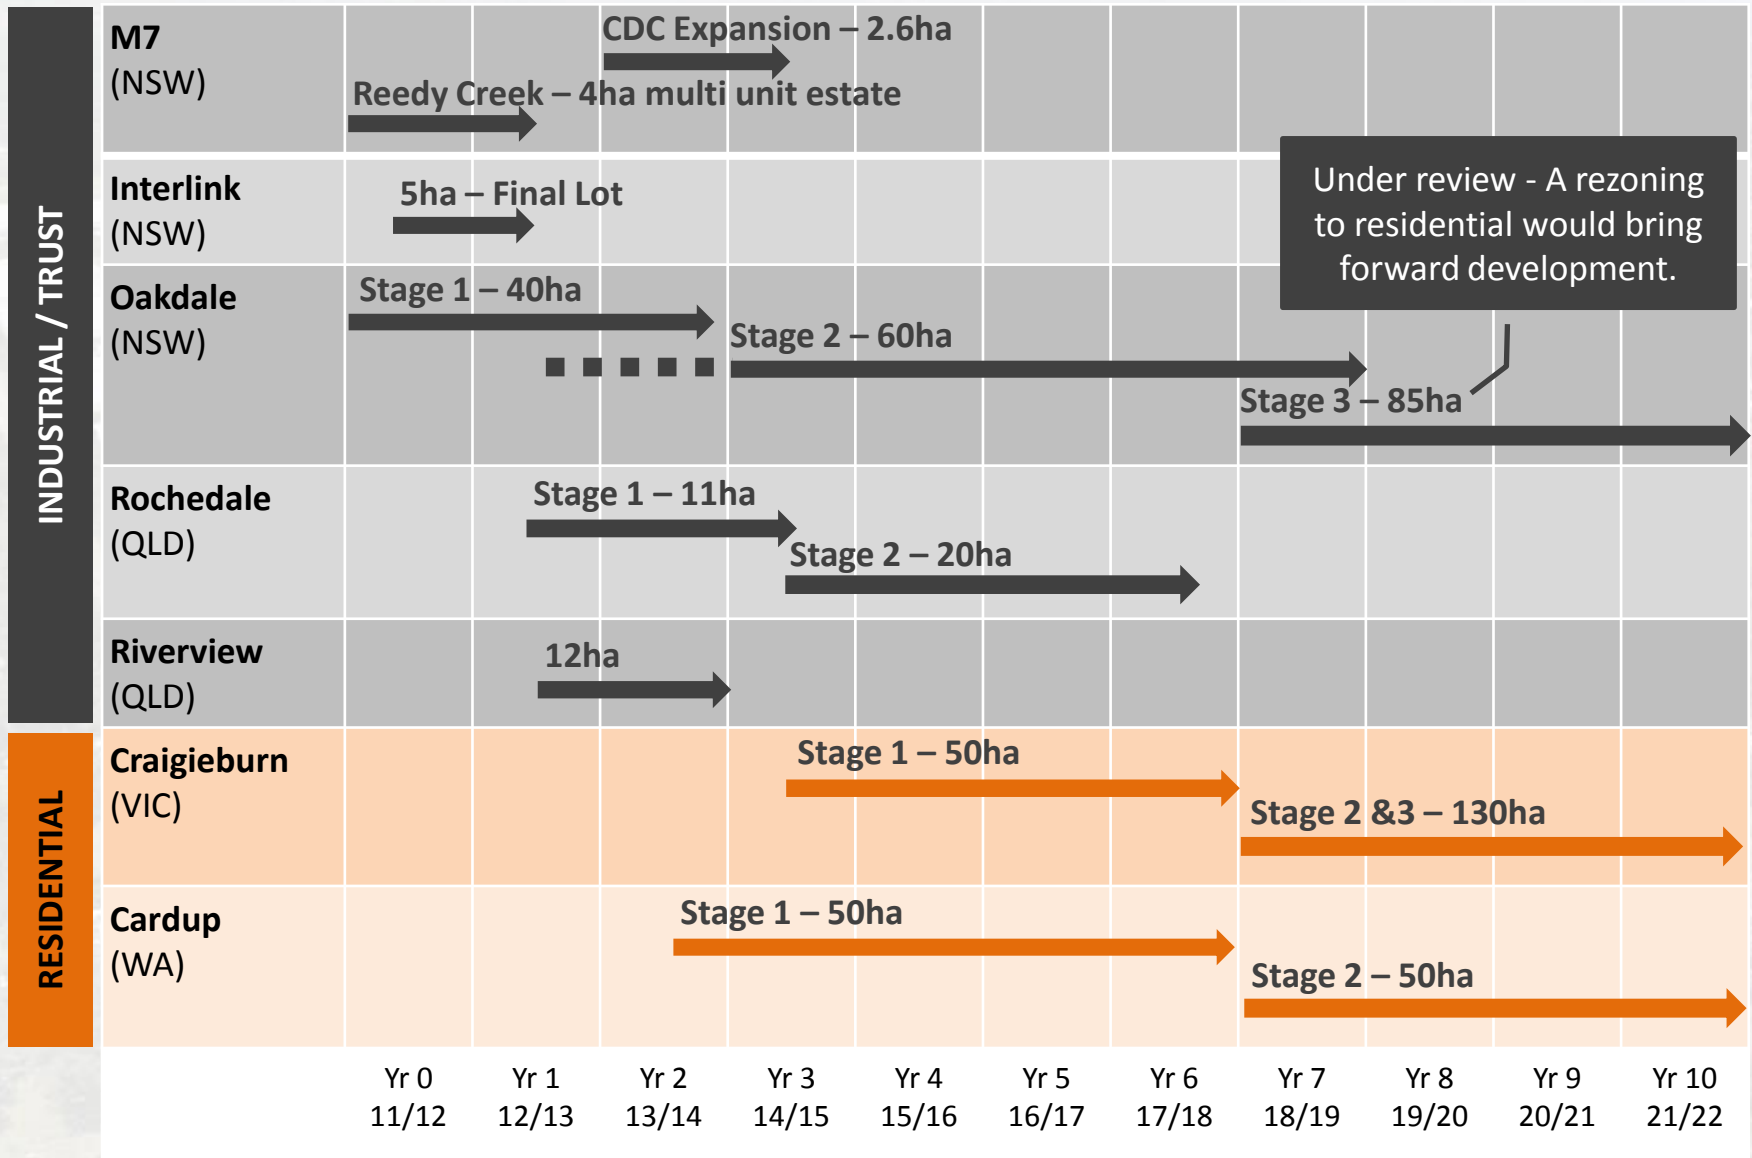 INDUSTRIAL / TRUST
M7
(NSW)
CDC Expansion – 2.6ha
Reedy Creek – 4ha multi unit estate
Interlink
(NSW)
5ha – Final Lot
Under review - A rezoning
to residential would bring
forward development.
Oakdale
(NSW)
Stage 1 – 40ha
Stage 2 – 60ha
Stage 3 – 85ha
Rochedale
(QLD)
Stage 1 – 11ha
Stage 2 – 20ha
Riverview
(QLD)
12ha
RESIDENTIAL
Craigieburn
(VIC)
Stage 1 – 50ha
Stage 2 &3 – 130ha
Cardup
(WA)
Stage 1 – 50ha
Stage 2 – 50ha
Yr 0 Yr 1 Yr 2 Yr 3 Yr 4 Yr 5 Yr 6 Yr 7 Yr 8 Yr 9 Yr 10
11/12 12/13 13/14 14/15 15/16 16/17 17/18 18/19 19/20 20/21 21/22